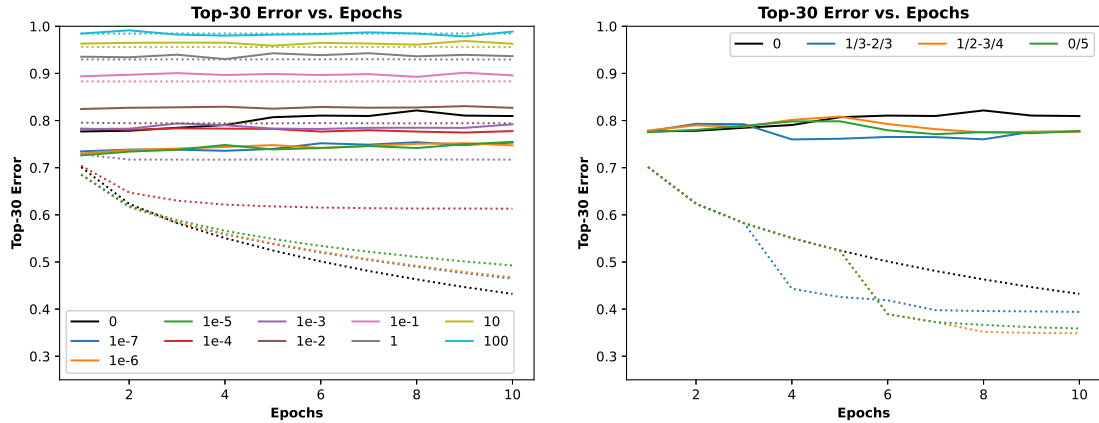 Top-30 Error vs. Epochs
Top-30 Error
1.0
0.9
0.8
0.7
0.6
0.5
0.4
0.3
0 1e-5 1e-3 1e-1 10
1e-7 1e-4 1e-2 1 100
1e-6
2 4 6 8 10
Epochs
Top-30 Error vs. Epochs
0 1/3-2/3 1/2-3/4 0/5
Top-30 Error
1.0
0.9
0.8
0.7
0.6
0.5
0.4
0.3
2 4 6 8 10
Epochs